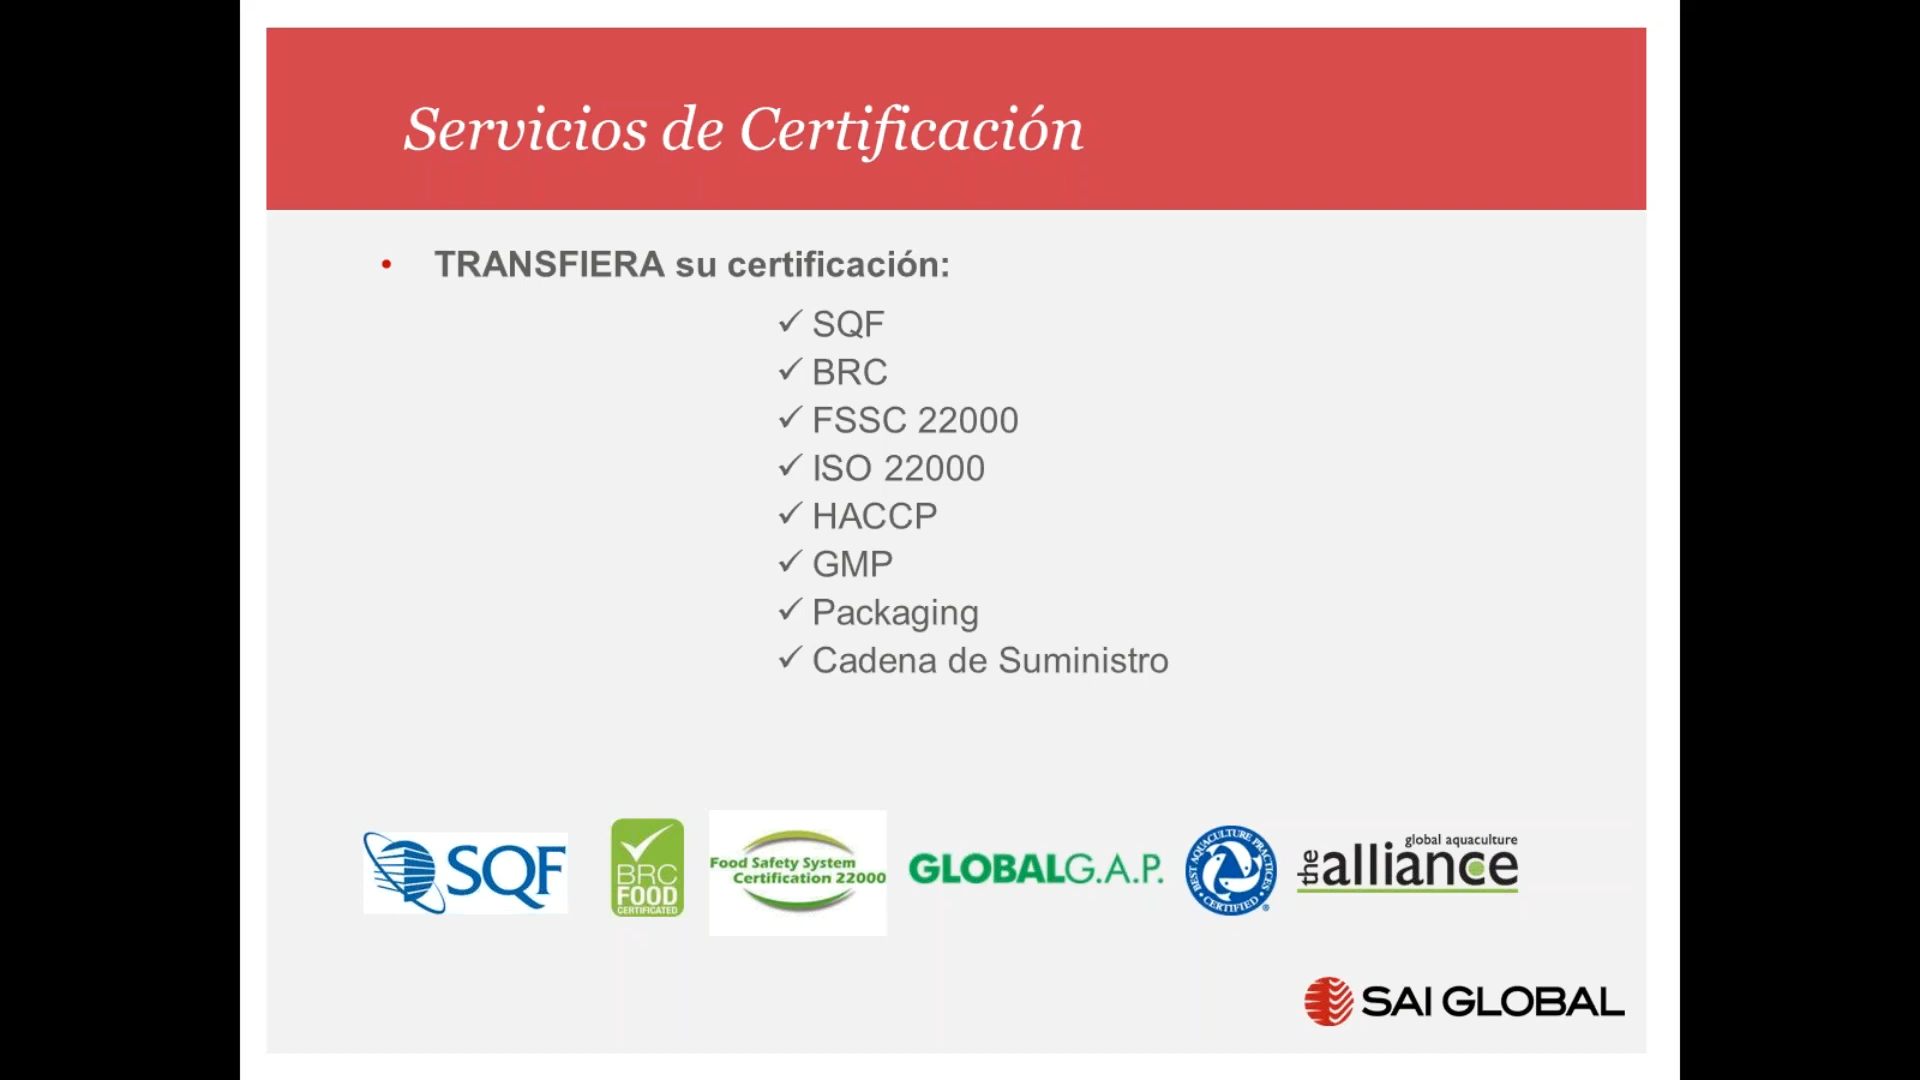 Servicios de Certificación
• TRANSFIERA su certificación:
✓ SQF
✓ BRC
✓ FSSC 22000
✓ ISO 22000
✓ HACCP
✓ GMP
✓ Packaging
✓ Cadena de Suministro
SQF
BRC
FOOD
CERTIFICATED
Food Safety System
Certification 22000
GLOBALG.A.P.
BEST AQUACULTURE PRACTICES
CERTIFIED
®
global aquaculture
the alliance
SAI GLOBAL